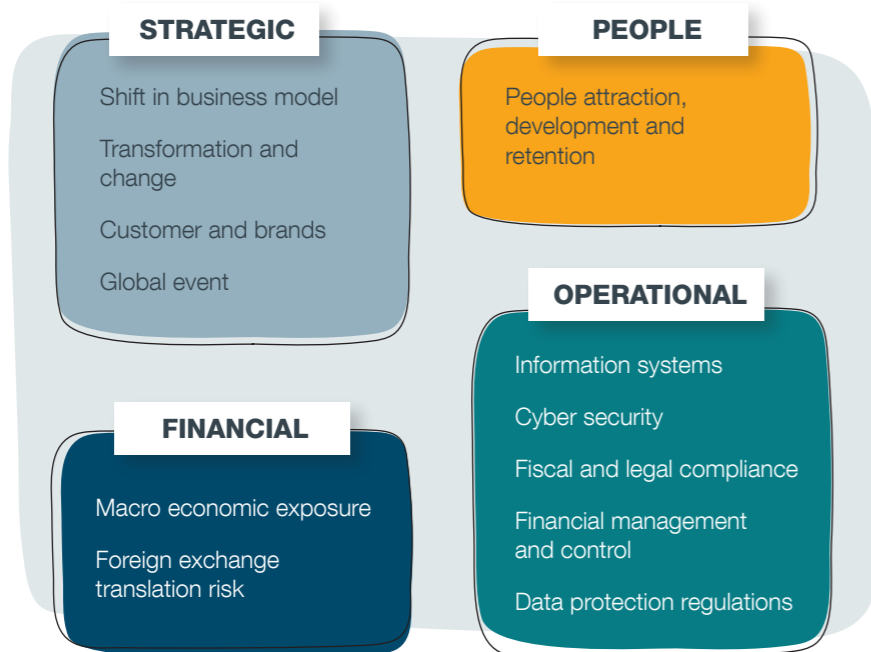 STRATEGIC
Shift in business model
Transformation and
change
Customer and brands
Global event
PEOPLE
People attraction,
development and
retention
FINANCIAL
Macro economic exposure
Foreign exchange
translation risk
OPERATIONAL
Information systems
Cyber security
Fiscal and legal compliance
Financial management
and control
Data protection regulations